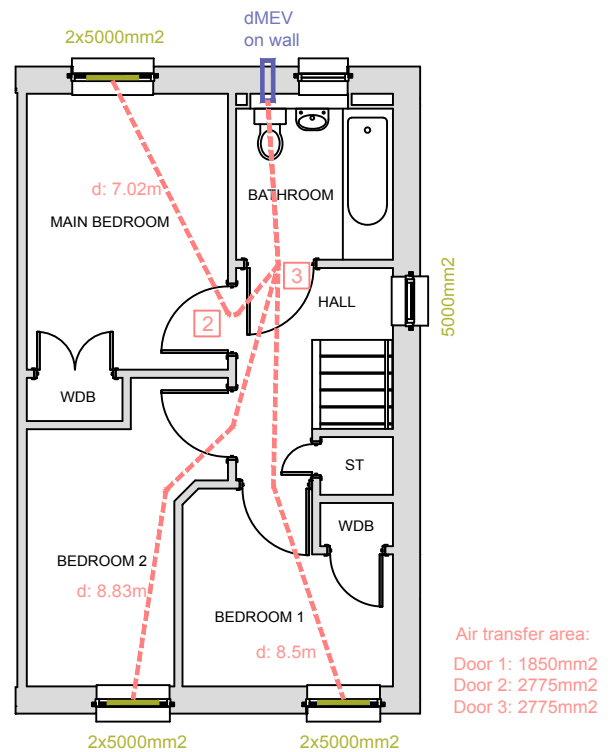 dMEV
on wall
2x5000mm2
d: 7.02m
BATHROOM
MAIN BEDROOM
3
HALL
2
5000mm2
WDB
ST
WDB
BEDROOM 2
d: 8.83m
BEDROOM 1
d: 8.5m
Air transfer area:
Door 1: 1850mm2
Door 2: 2775mm2
Door 3: 2775mm2
2x5000mm2
2x5000mm2